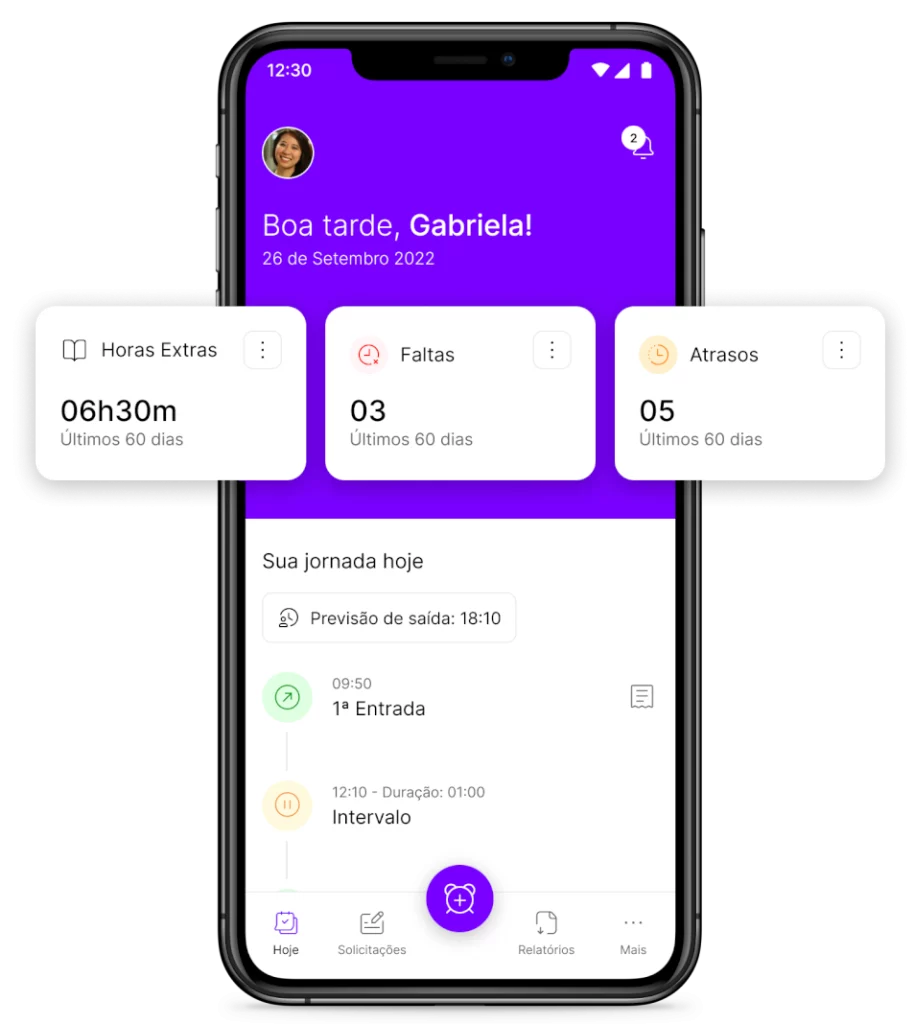 12:30
2
Boa tarde, Gabriela!
26 de Setembro 2022
Horas Extras
06h30m
Últimos 60 dias
Faltas
03
Últimos 60 dias
Atrasos
05
Últimos 60 dias
Sua jornada hoje
Previsão de saída: 18:10
09:50
1ª Entrada
12:10 - Duração: 01:00
Intervalo
Hoje
Solicitações
Relatórios
Mais